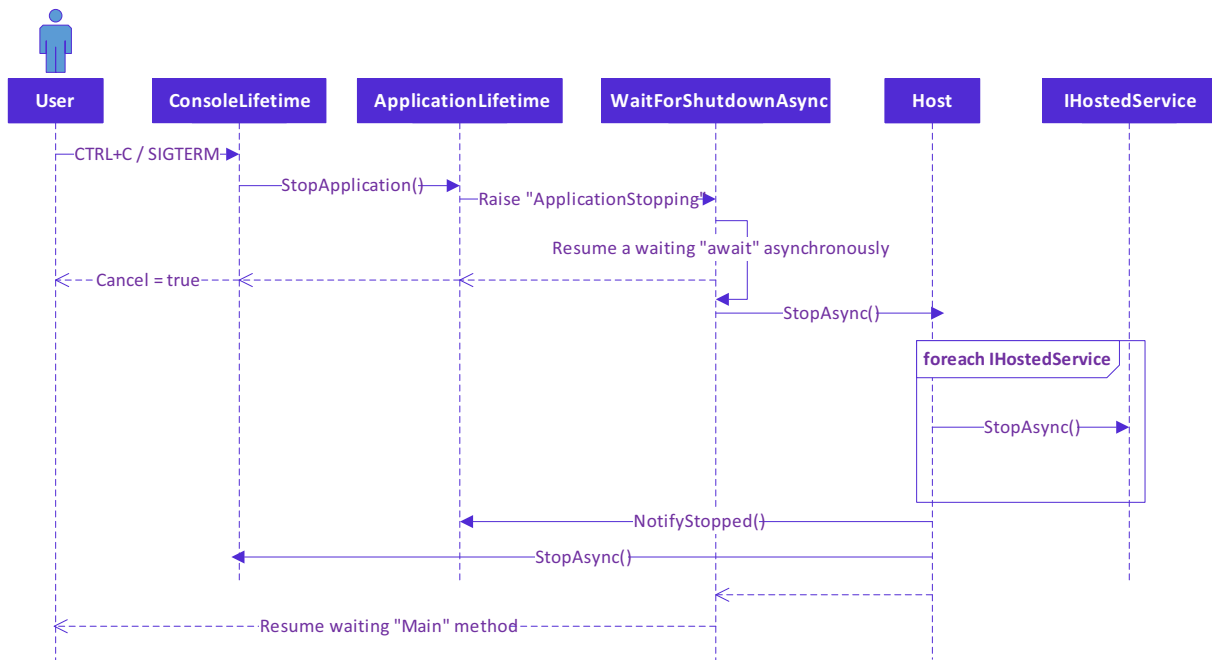 User
ConsoleLifetime
ApplicationLifetime
WaitForShutdownAsync
Host
IHostedService
CTRL+C / SIGTERM
StopApplication()
Raise "ApplicationStopping"
Resume a waiting "await" asynchronously
Cancel = true
StopAsync()
foreach IHostedService
StopAsync()
NotifyStopped()
StopAsync()
Resume waiting "Main" method